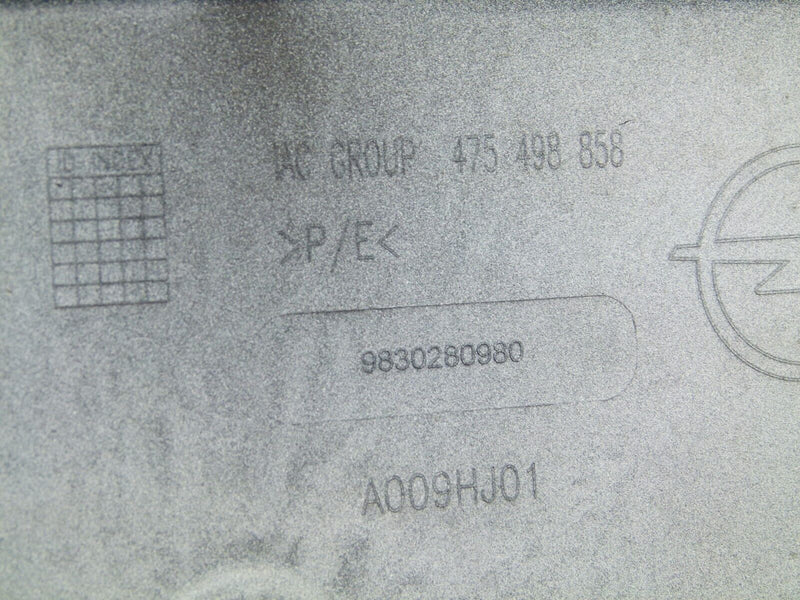 ID INDEX
IAC GROUP 475 498 858
>P/E<
9830280980
A009HJ01